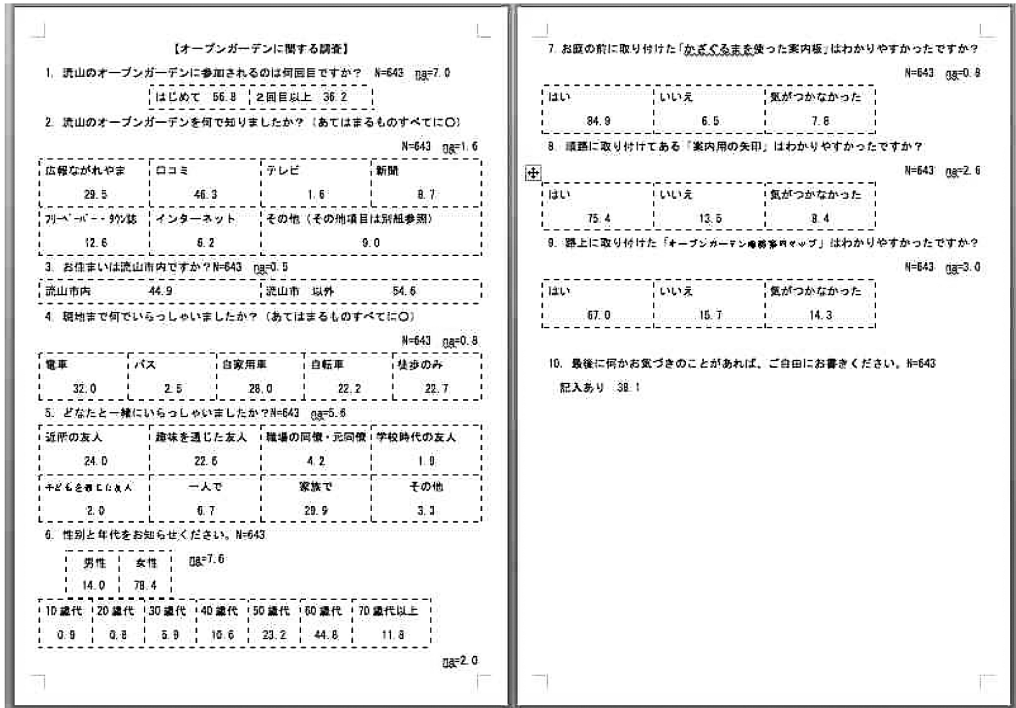 【オープンガーデンに関する調査】
1. 流山のオープンガーデンに参加されるのは何回目ですか？ N=643 na=7.0
はじめて 56.8 2回目以上 36.2
2. 流山のオープンガーデンを何で知りましたか？（あてはまるものすべてに〇）
N=643 na=1.6
広報ながれやま 口コミ テレビ 新聞
29.5 46.3 1.6 8.7
フリーペーパー・タウン誌 インターネット その他（その他項目は別紙参照）
12.6 6.2 9.0
3. お住まいは流山市内ですか？N=643 na=0.5
流山市内 44.9 流山市 以外 54.6
4. 現地まで何でいらっしゃいましたか？（あてはまるものすべてに〇）
N=643 na=0.8
電車 バス 自家用車 自転車 徒歩のみ
32.0 2.5 28.0 22.2 22.7
5. どなたと一緒にいらっしゃいましたか？N=643 na=5.6
近所の友人 趣味を通じた友人 職場の同僚・元同僚 学校時代の友人
24.0 22.6 4.2 1.9
子どもを通じた友人 一人で 家族で その他
2.0 6.7 29.9 3.3
6. 性別と年代をお知らせください。N=643
男性 女性 na=7.6
14.0 78.4
10歳代 20歳代 30歳代 40歳代 50歳代 60歳代 70歳代以上
0.9 0.8 5.9 10.6 23.2 44.8 11.8
na=2.0
7. お庭の前に取り付けた「かざぐるまを使った案内板」はわかりやすかったですか？
N=643 na=0.8
はい いいえ 気がつかなかった
84.9 6.5 7.8
8. 順路に取り付けてある「案内用の矢印」はわかりやすかったですか？
N=643 na=2.6
はい いいえ 気がつかなかった
75.4 13.5 8.4
9. 路上に取り付けた「オープンガーデン 案内マップ」はわかりやすかったですか？
N=643 na=3.0
はい いいえ 気がつかなかった
67.0 15.7 14.3
10. 最後に何かお気づきのことがあれば、ご自由にお書きください。N=643
記入あり 38.1